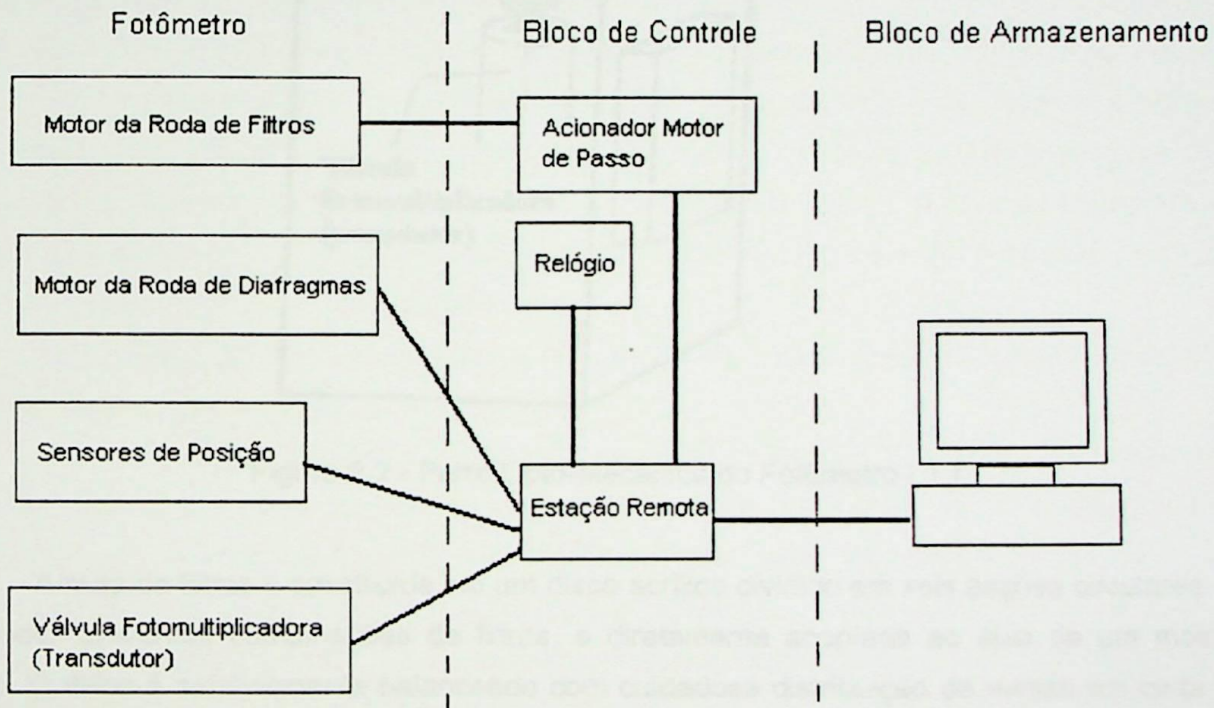 Fotômetro
Bloco de Controle
Bloco de Armazenamento
Motor da Roda de Filtros
Acionador Motor
de Passo
Relógio
Motor da Roda de Diafragmas
Sensores de Posição
Estação Remota
Válvula Fotomultiplicadora
(Transdutor)